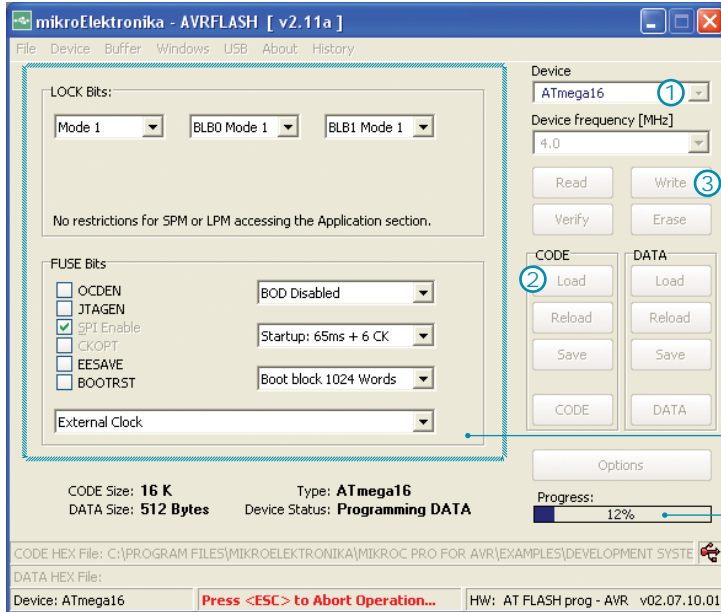 mikroElektronika - AVRFLASH [ v2.11a ]
File Device Buffer Windows USB About History
LOCK Bits:
Mode 1 BLB0 Mode 1 BLB1 Mode 1
No restrictions for SPM or LPM accessing the Application section.
FUSE Bits
OCDEN
JTAGEN
SPI Enable
CKOPT
EESAVE
BOOTRST
BOD Disabled
Startup: 65ms + 6 CK
Boot block 1024 Words
External Clock
CODE Size: 16 K Type: ATmega16
DATA Size: 512 Bytes Device Status: Programming DATA
Device
ATmega16 1
Device frequency [MHz]
4.0
Read Write 3
Verify Erase
CODE DATA
2 Load Load
Reload Reload
Save Save
CODE DATA
Options
Progress:
12%
CODE HEX File: C:\PROGRAM FILES\MIKROELEKTRONIKA\MIKROC PRO FOR AVR\EXAMPLES\DEVELOPMENT SYSTE
DATA HEX File:
Device: ATmega16 Press <ESC> to Abort Operation... HW: AT FLASH prog - AVR v02.07.10.01